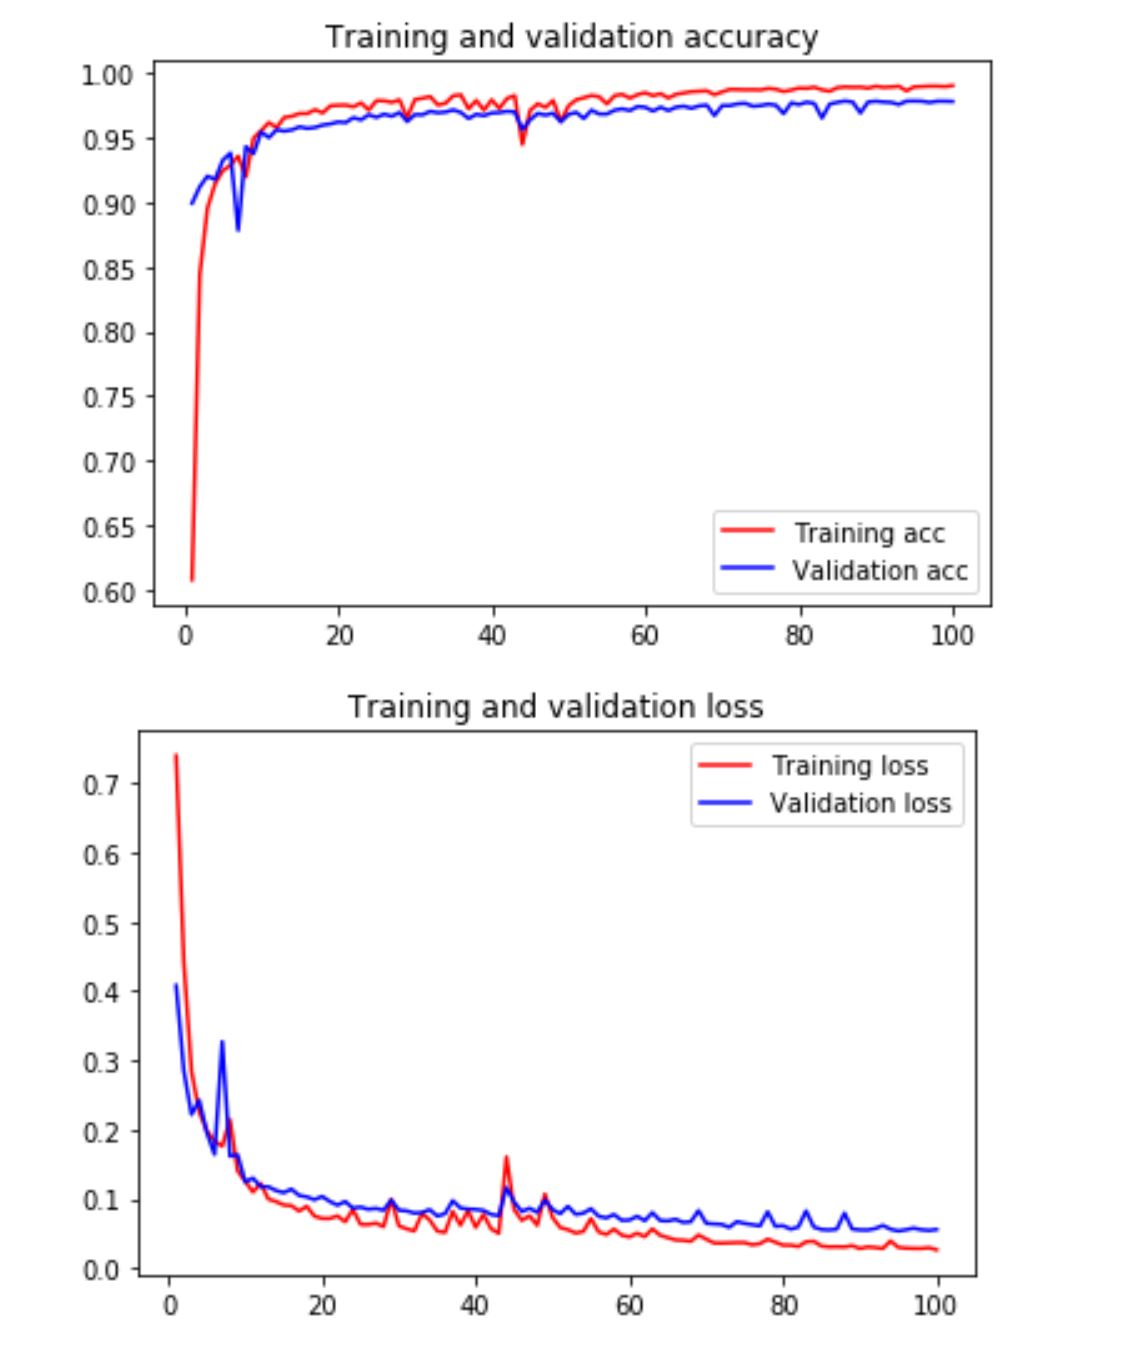 Training and validation accuracy
1.00
0.95
0.90
0.85
0.80
0.75
0.70
0.65
0.60
Training acc
Validation acc
0 20 40 60 80 100
Training and validation loss
Training loss
Validation loss
0.7
0.6
0.5
0.4
0.3
0.2
0.1
0.0
0 20 40 60 80 100